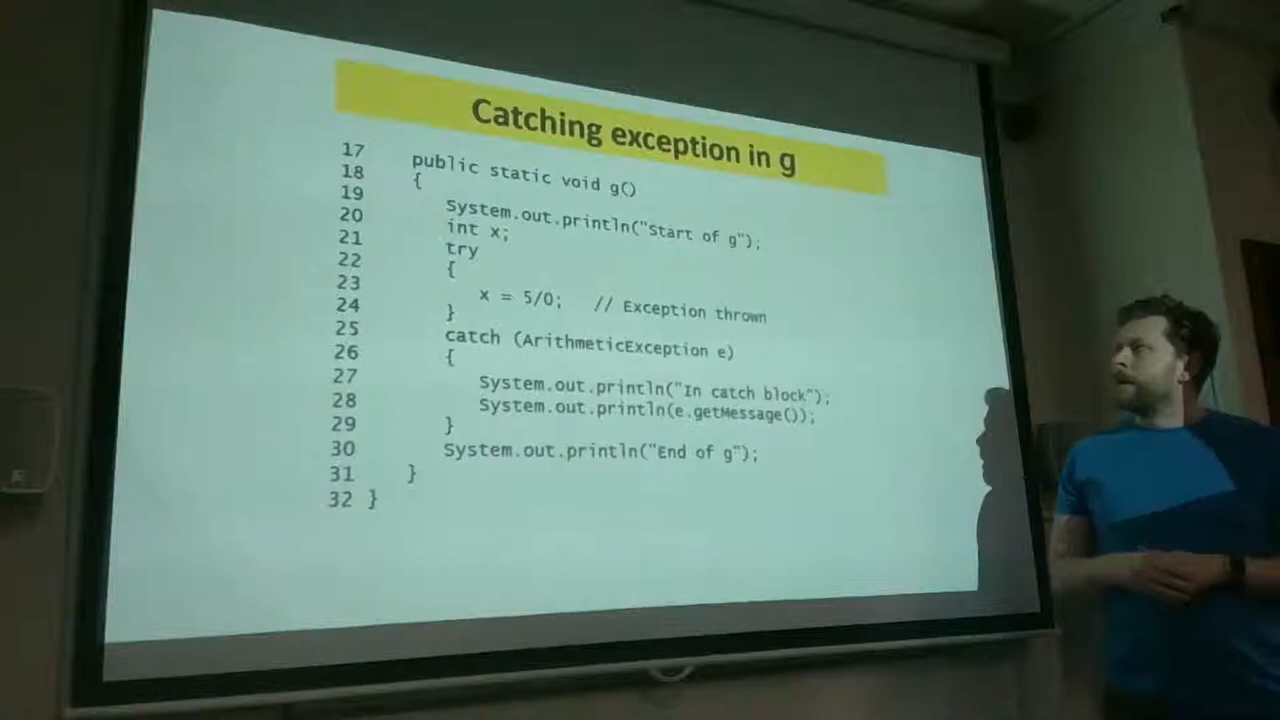 Catching exception in g
17 public static void g()
18 {
19 System.out.println("Start of g");
20 int x;
21 try
22 {
23 x = 5/0; // Exception thrown
24 }
25 catch (ArithmeticException e)
26 {
27 System.out.println("In catch block");
28 System.out.println(e.getMessage());
29 }
30 System.out.println("End of g");
31 }
32 }